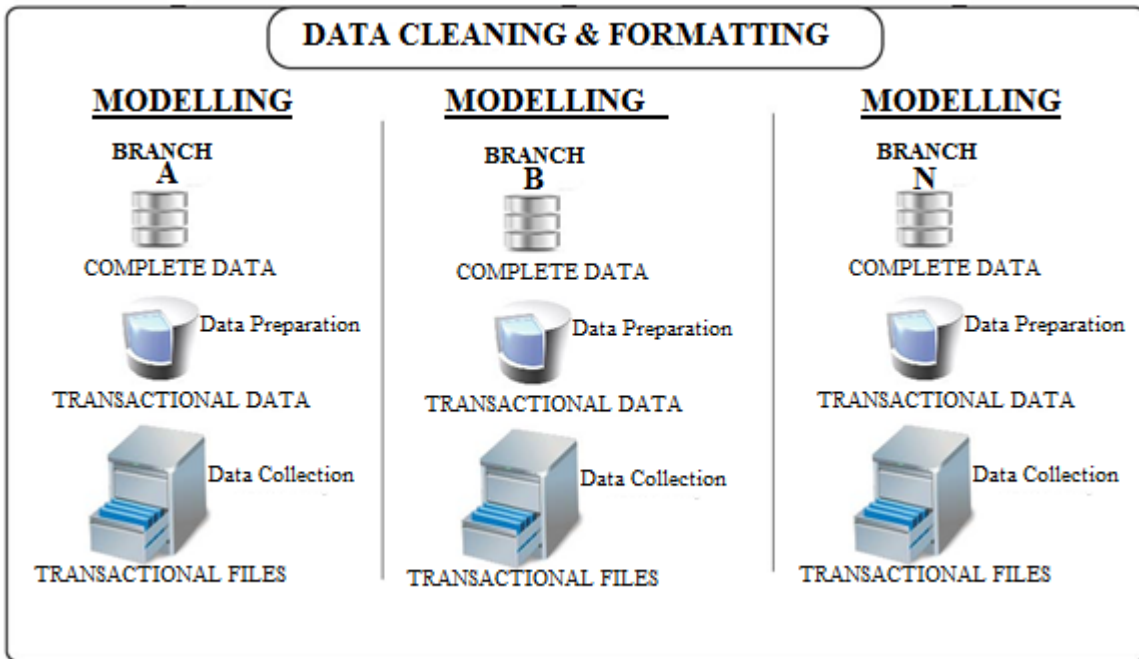 DATA CLEANING & FORMATTING
MODELLING
BRANCH
A
COMPLETE DATA
Data Preparation
TRANSACTIONAL DATA
Data Collection
TRANSACTIONAL FILES
MODELLING
BRANCH
B
COMPLETE DATA
Data Preparation
TRANSACTIONAL DATA
Data Collection
TRANSACTIONAL FILES
MODELLING
BRANCH
N
COMPLETE DATA
Data Preparation
TRANSACTIONAL DATA
Data Collection
TRANSACTIONAL FILES